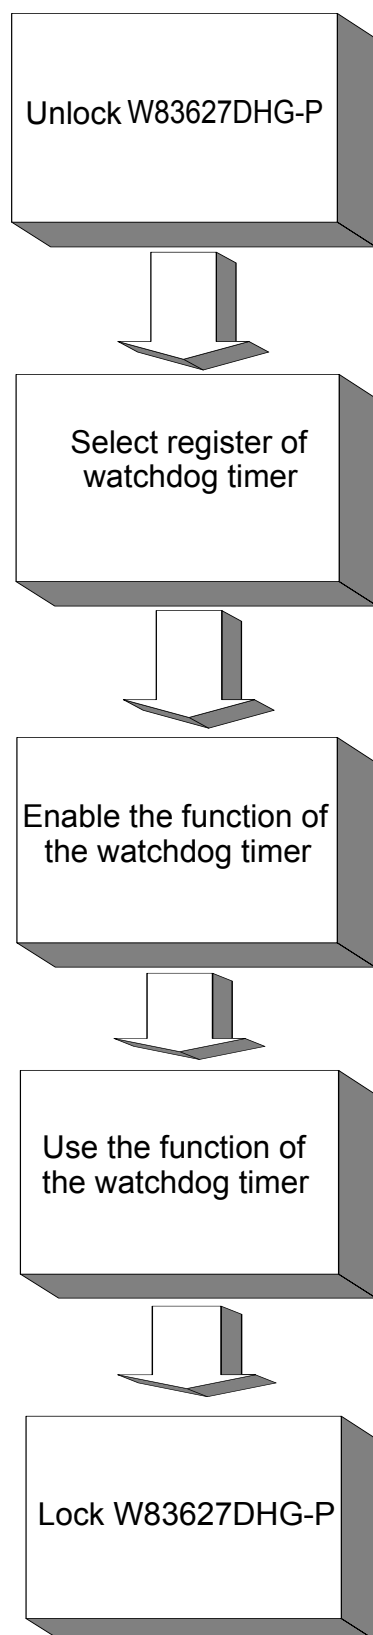 Unlock W83627DHG-P
Select register of
watchdog timer
Enable the function of
the watchdog timer
Use the function of
the watchdog timer
Lock W83627DHG-P